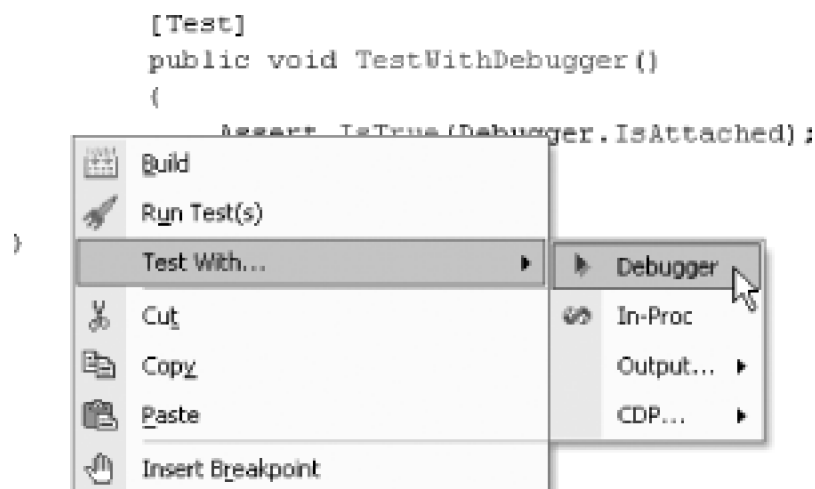 [Test]
public void TestWithDebugger()
{
Assert.IsTrue(Debugger.IsAttached);
}
Build
Run Test(s)
Test With...
Cut
Copy
Paste
Insert Breakpoint
Debugger
In-Proc
Output...
CDP...